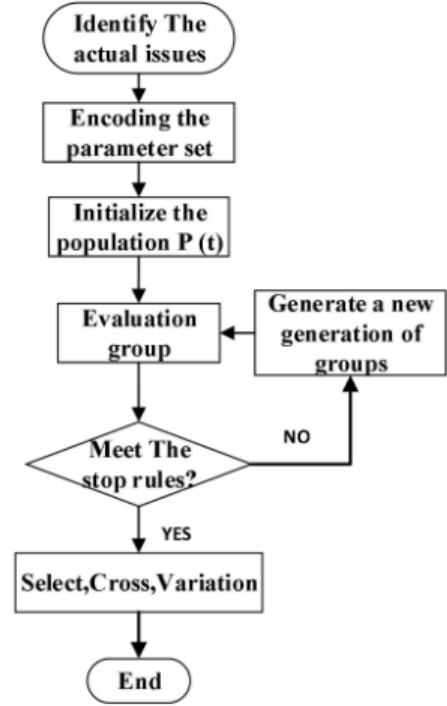 Identify The
actual issues
Encoding the
parameter set
Initialize the
population P (t)
Evaluation
group
Generate a new
generation of
groups
Meet The
stop rules?
NO
YES
Select,Cross,Variation
End